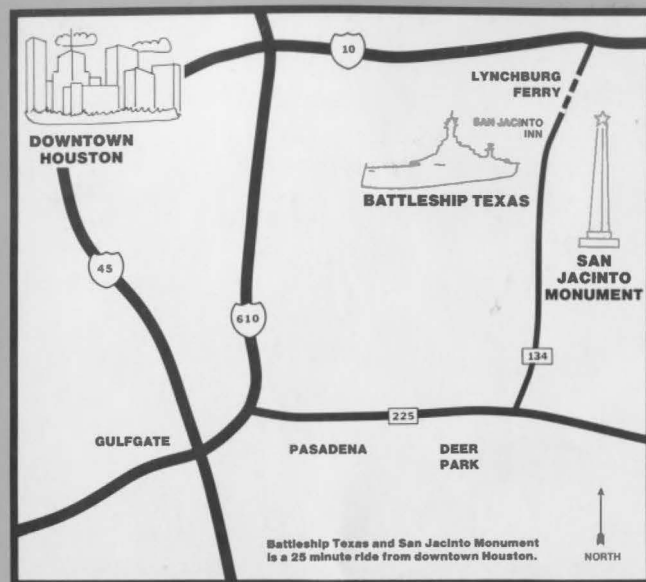 10
LYNCHBURG
FERRY
SAN JACINTO
INN
DOWNTOWN
HOUSTON
BATTLESHIP TEXAS
SAN
JACINTO
MONUMENT
45
610
134
225
GULFGATE
PASADENA
DEER
PARK
Battleship Texas and San Jacinto Monument
is a 25 minute ride from downtown Houston.
NORTH